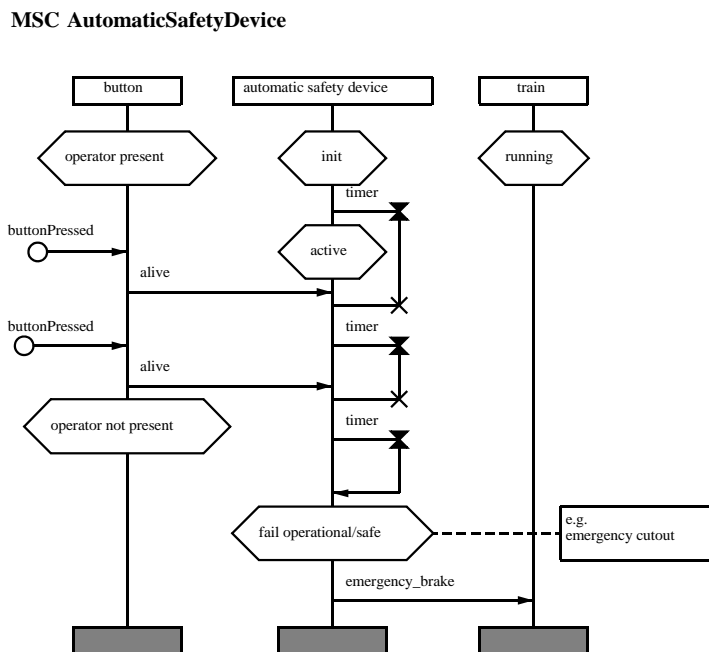 MSC AutomaticSafetyDevice
button
automatic safety device
train
operator present
init
running
timer
buttonPressed
active
alive
buttonPressed
timer
alive
operator not present
timer
fail operational/safe
e.g.
emergency cutout
emergency_brake